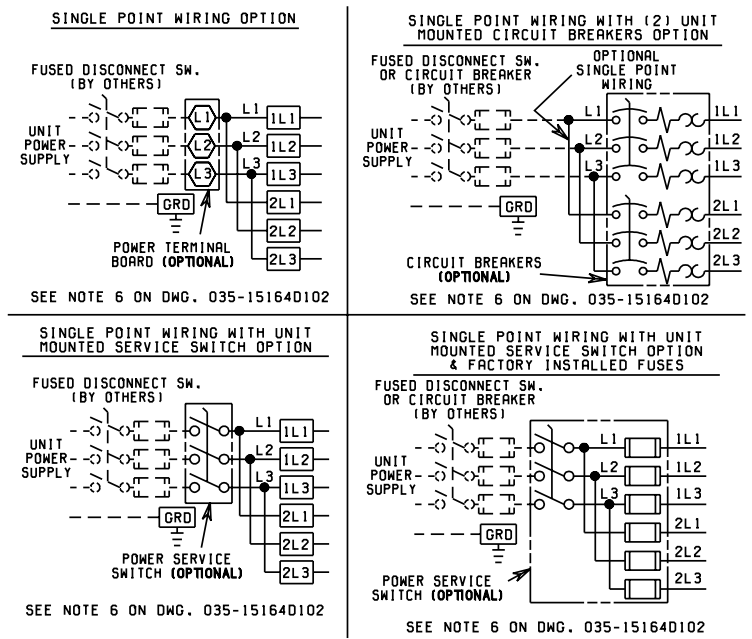 SINGLE POINT WIRING OPTION
FUSED DISCONNECT SW.
(BY OTHERS)
UNIT
POWER
SUPPLY
L1
L2
L3
L1
L2
L3
1L1
1L2
1L3
2L1
2L2
2L3
GRD
POWER TERMINAL
BOARD (OPTIONAL)
SEE NOTE 6 ON DWG. 035-15164D102
SINGLE POINT WIRING WITH (2) UNIT
MOUNTED CIRCUIT BREAKERS OPTION
FUSED DISCONNECT SW.
OR CIRCUIT BREAKER
(BY OTHERS)
OPTIONAL
SINGLE POINT
WIRING
UNIT
POWER
SUPPLY
L1
L2
L3
1L1
1L2
1L3
2L1
2L2
2L3
GRD
CIRCUIT BREAKERS
(OPTIONAL)
SEE NOTE 6 ON DWG. 035-15164D102
SINGLE POINT WIRING WITH UNIT
MOUNTED SERVICE SWITCH OPTION
FUSED DISCONNECT SW.
(BY OTHERS)
UNIT
POWER
SUPPLY
L1
L2
L3
1L1
1L2
1L3
2L1
2L2
2L3
GRD
POWER SERVICE
SWITCH (OPTIONAL)
SEE NOTE 6 ON DWG. 035-15164D102
SINGLE POINT WIRING WITH UNIT
MOUNTED SERVICE SWITCH OPTION
& FACTORY INSTALLED FUSES
FUSED DISCONNECT SW.
OR CIRCUIT BREAKER
(BY OTHERS)
UNIT
POWER
SUPPLY
L1
L2
L3
1L1
1L2
1L3
2L1
2L2
2L3
GRD
POWER SERVICE
SWITCH (OPTIONAL)
SEE NOTE 6 ON DWG. 035-15164D102